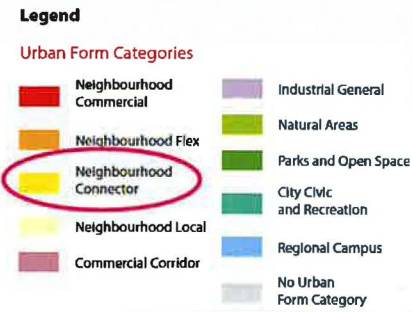 Legend
Urban Form Categories
Neighbourhood
Commercial
Neighbourhood Flex
Neighbourhood
Connector
Neighbourhood Local
Commercial Corridor
Industrial General
Natural Areas
Parks and Open Space
City Civic
and Recreation
Regional Campus
No Urban
Form Category